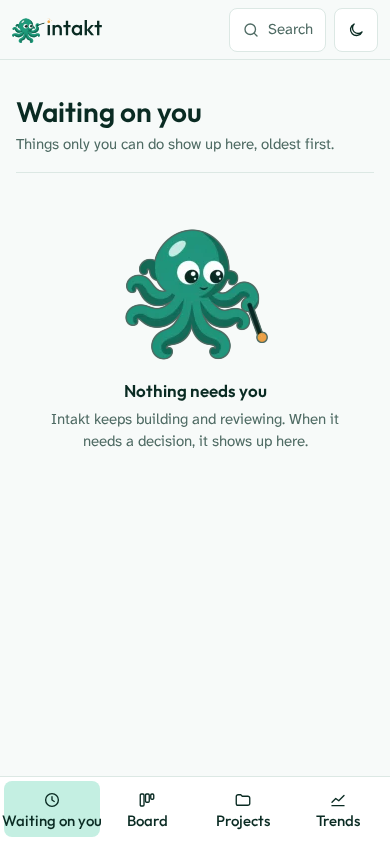 intakt
Search
Waiting on you
Things only you can do show up here, oldest first.
Nothing needs you
Intakt keeps building and reviewing. When it
needs a decision, it shows up here.
Waiting on you
Board
Projects
Trends